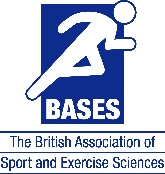 BASES
The British Association of
Sport and Exercise Sciences